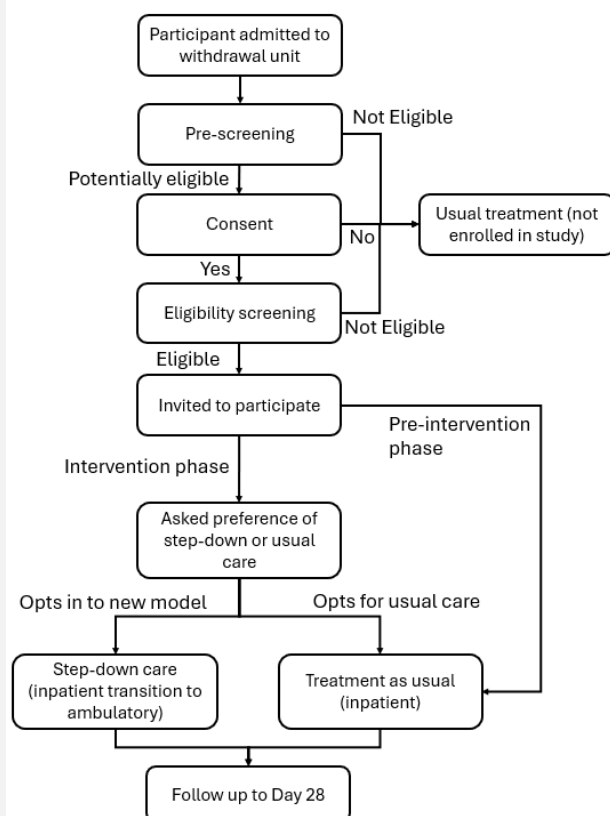 Participant admitted to
withdrawal unit
Pre-screening
Not Eligible
Potentially eligible
Consent
No
Usual treatment (not
enrolled in study)
Yes
Eligibility screening
Not Eligible
Eligible
Invited to participate
Pre-intervention
phase
Intervention phase
Asked preference of
step-down or usual
care
Opts in to new model
Opts for usual care
Step-down care
(inpatient transition to
ambulatory)
Treatment as usual
(inpatient)
Follow up to Day 28